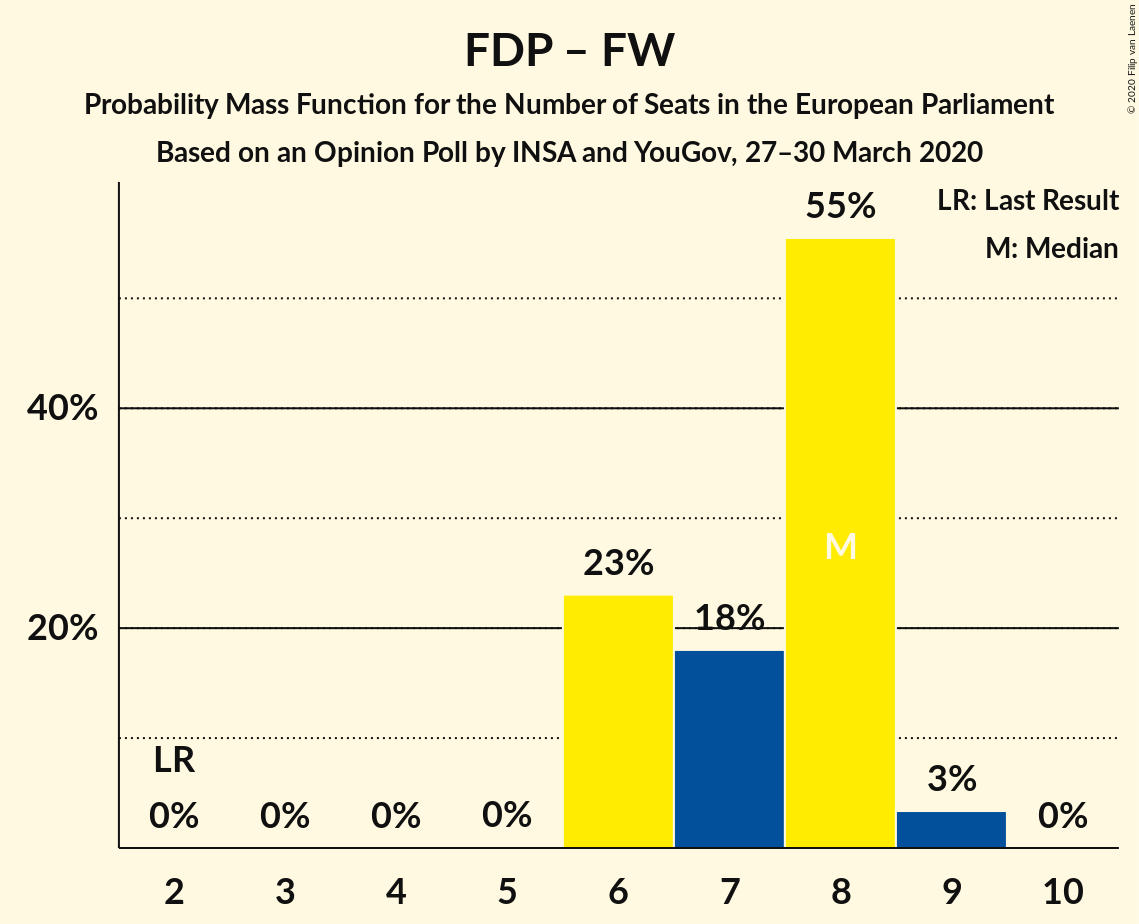 FDP – FW
Probability Mass Function for the Number of Seats in the European Parliament
Based on an Opinion Poll by INSA and YouGov, 27–30 March 2020
© 2020 Filip van Laenen
LR: Last Result
M: Median
55%
40%
M
23%
20%
18%
LR
3%
0%
0%
0%
0%
0%
2
3
4
5
6
7
8
9
10